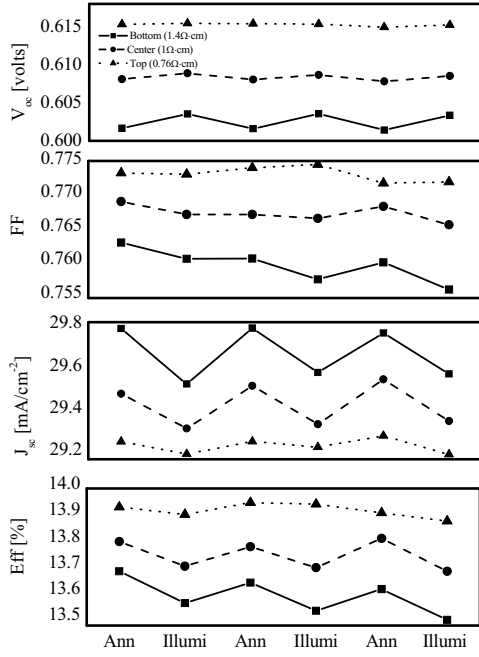 0.615
0.610
0.605
0.600
V_oc [volts]
Bottom (1.4Ω·cm)
Center (1Ω·cm)
Top (0.76Ω·cm)
0.775
0.770
0.765
0.760
0.755
FF
29.8
29.6
29.4
29.2
J_sc [mA/cm^-2]
14.0
13.9
13.8
13.7
13.6
13.5
Eff [%]
Ann Illumi Ann Illumi Ann Illumi